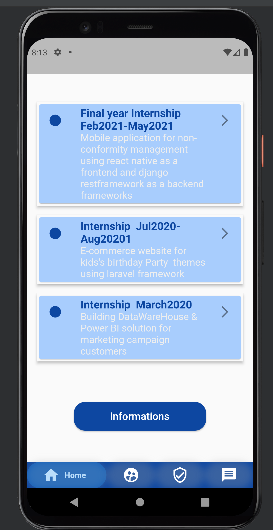 8:13
Final year Internship
Feb2021-May2021
Mobile application for non-
conformity management
using react native as a
frontend and django
restframework as a backend
frameworks
Internship Jul2020-
Aug20201
E-commerce website for
kids's birthday Party themes
using laravel framework
Internship March2020
Building DataWareHouse &
Power BI solution for
marketing campaign
customers
Informations
Home